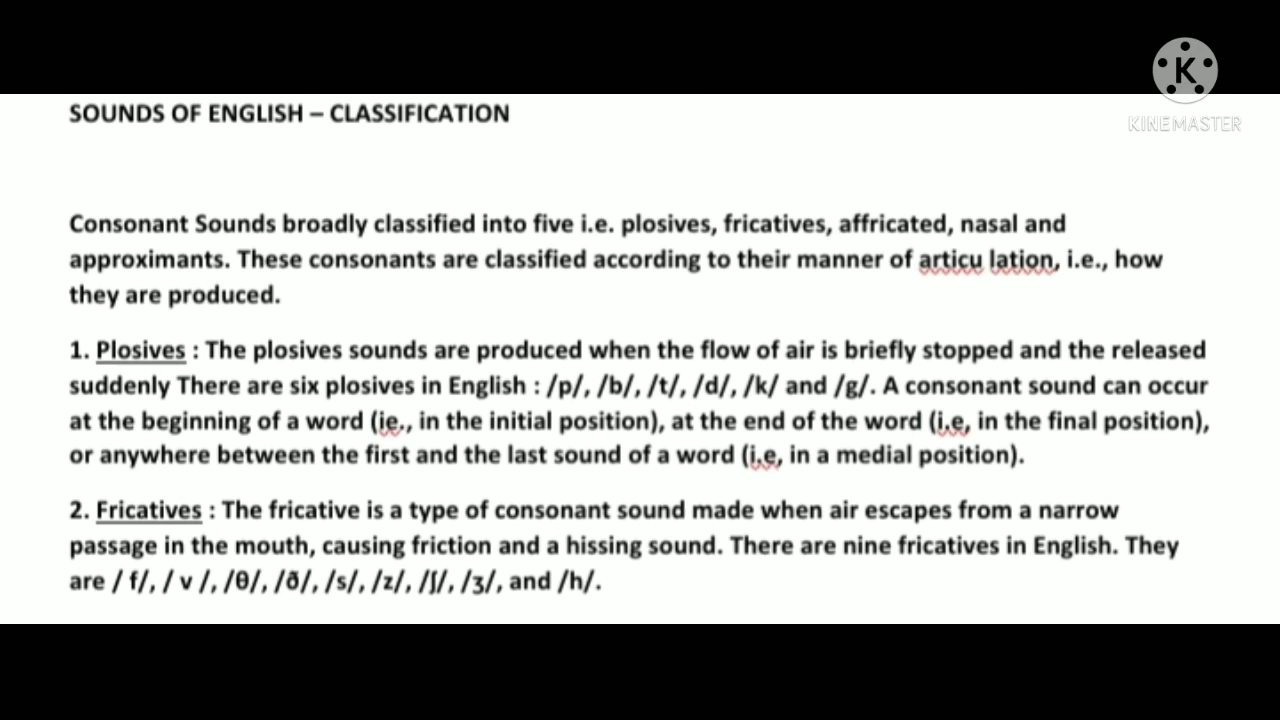 K
KINEMASTER
SOUNDS OF ENGLISH – CLASSIFICATION
Consonant Sounds broadly classified into five i.e. plosives, fricatives, affricated, nasal and
approximants. These consonants are classified according to their manner of articu lation, i.e., how
they are produced.
1. Plosives : The plosives sounds are produced when the flow of air is briefly stopped and the released
suddenly There are six plosives in English : /p/, /b/, /t/, /d/, /k/ and /g/. A consonant sound can occur
at the beginning of a word (ie., in the initial position), at the end of the word (i.e, in the final position),
or anywhere between the first and the last sound of a word (i.e, in a medial position).
2. Fricatives : The fricative is a type of consonant sound made when air escapes from a narrow
passage in the mouth, causing friction and a hissing sound. There are nine fricatives in English. They
are / f/, / v /, /θ/, /ð/, /s/, /z/, /ʃ/, /ʒ/, and /h/.